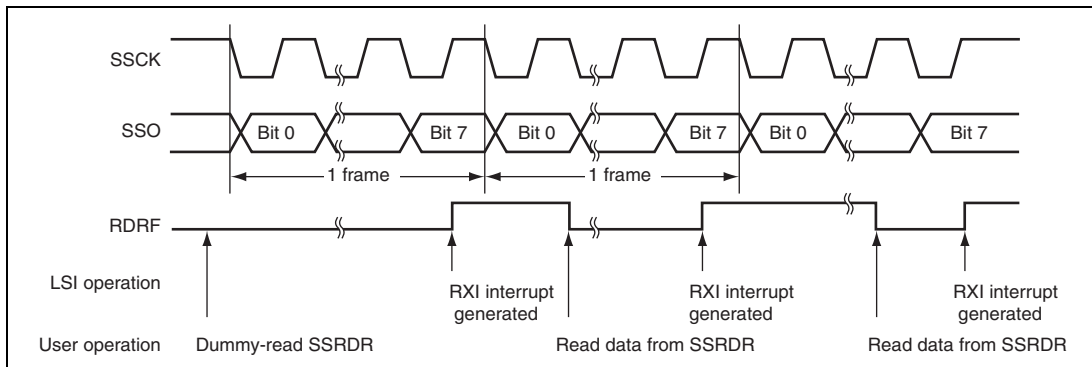 SSCK
SSO
Bit 0
Bit 7
Bit 0
Bit 7
Bit 0
Bit 7
1 frame
1 frame
RDRF
LSI operation
RXI interrupt
generated
RXI interrupt
generated
RXI interrupt
generated
User operation
Dummy-read SSRDR
Read data from SSRDR
Read data from SSRDR